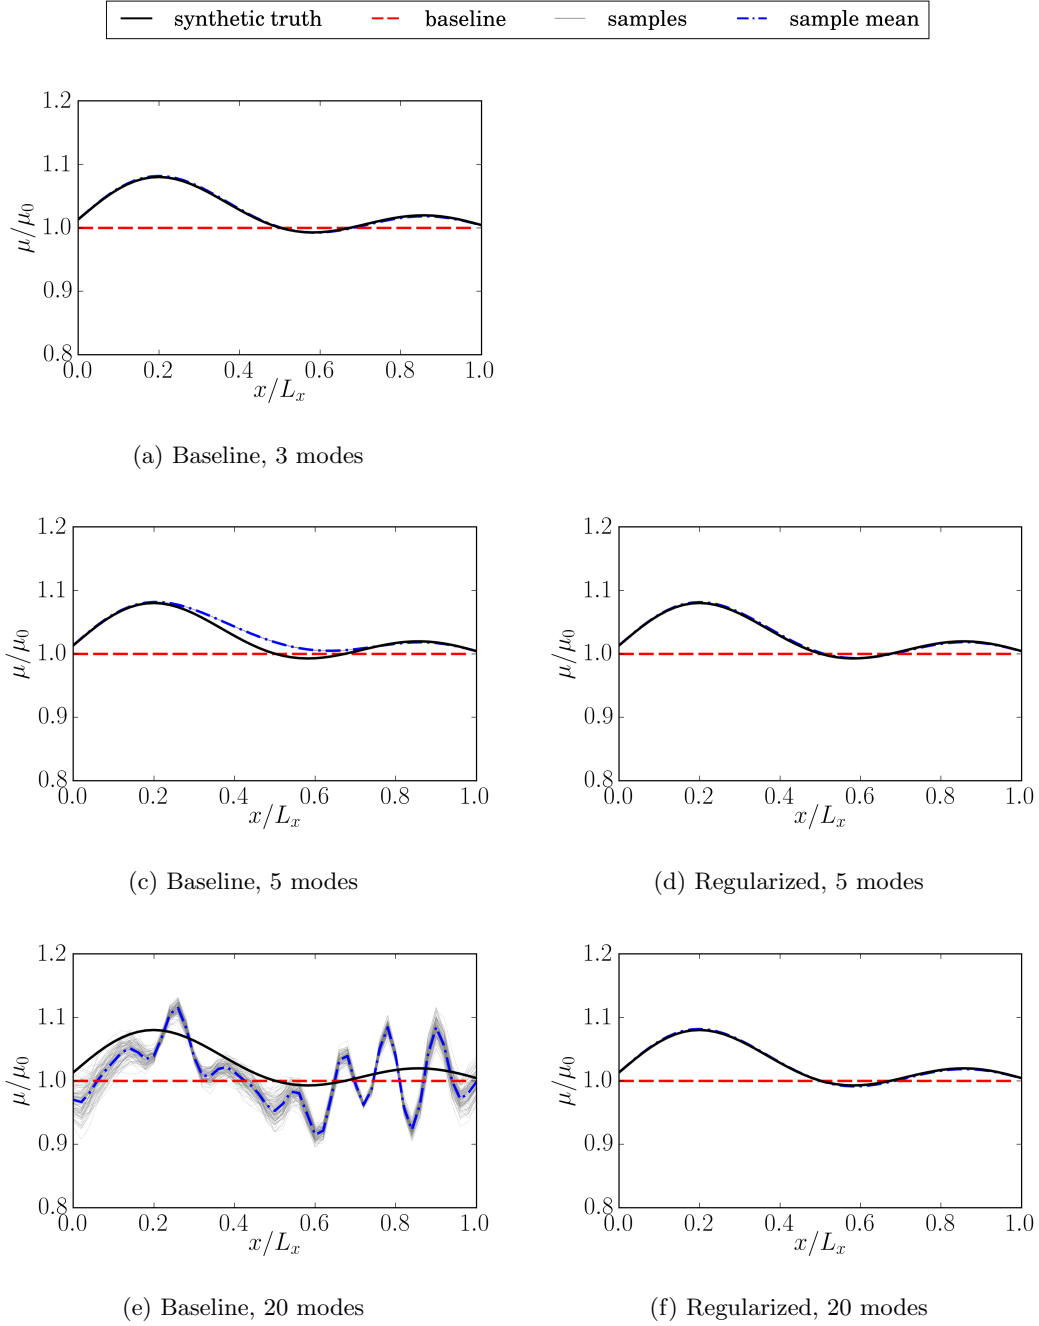 synthetic truth baseline samples sample mean
1.2
1.1
1.0
0.9
0.8
μ/μ₀
0.0 0.2 0.4 0.6 0.8 1.0
x/Lₓ
(a) Baseline, 3 modes
1.2
1.1
1.0
0.9
0.8
μ/μ₀
0.0 0.2 0.4 0.6 0.8 1.0
x/Lₓ
(c) Baseline, 5 modes
1.2
1.1
1.0
0.9
0.8
μ/μ₀
0.0 0.2 0.4 0.6 0.8 1.0
x/Lₓ
(d) Regularized, 5 modes
1.2
1.1
1.0
0.9
0.8
μ/μ₀
0.0 0.2 0.4 0.6 0.8 1.0
x/Lₓ
(e) Baseline, 20 modes
1.2
1.1
1.0
0.9
0.8
μ/μ₀
0.0 0.2 0.4 0.6 0.8 1.0
x/Lₓ
(f) Regularized, 20 modes